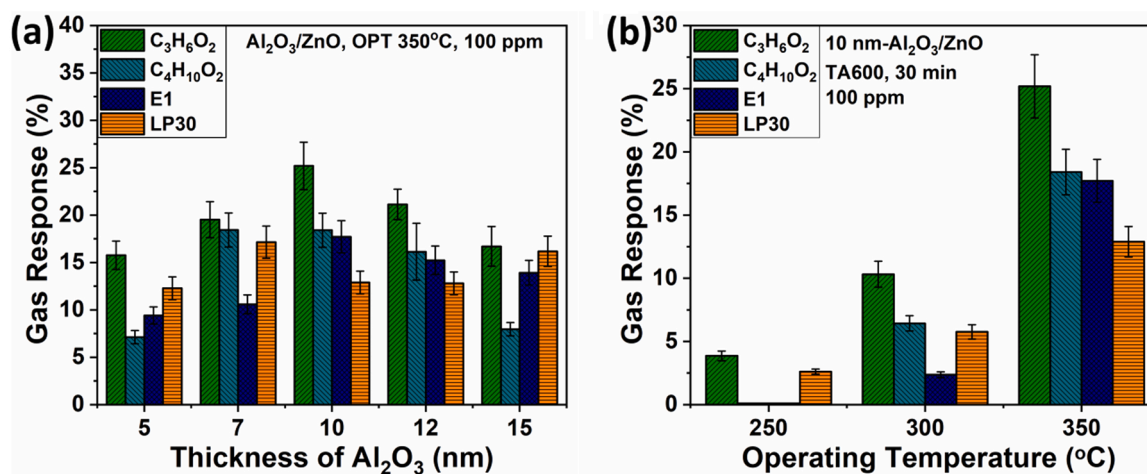 (a)
C₃H₆O₂
C₄H₁₀O₂
E1
LP30
Al₂O₃/ZnO, OPT 350°C, 100 ppm
Gas Response (%)
40
35
30
25
20
15
10
5
0
5 7 10 12 15
Thickness of Al₂O₃ (nm)
(b)
C₃H₆O₂
C₄H₁₀O₂
E1
LP30
10 nm-Al₂O₃/ZnO
TA600, 30 min
100 ppm
Gas Response (%)
30
25
20
15
10
5
0
250 300 350
Operating Temperature (°C)